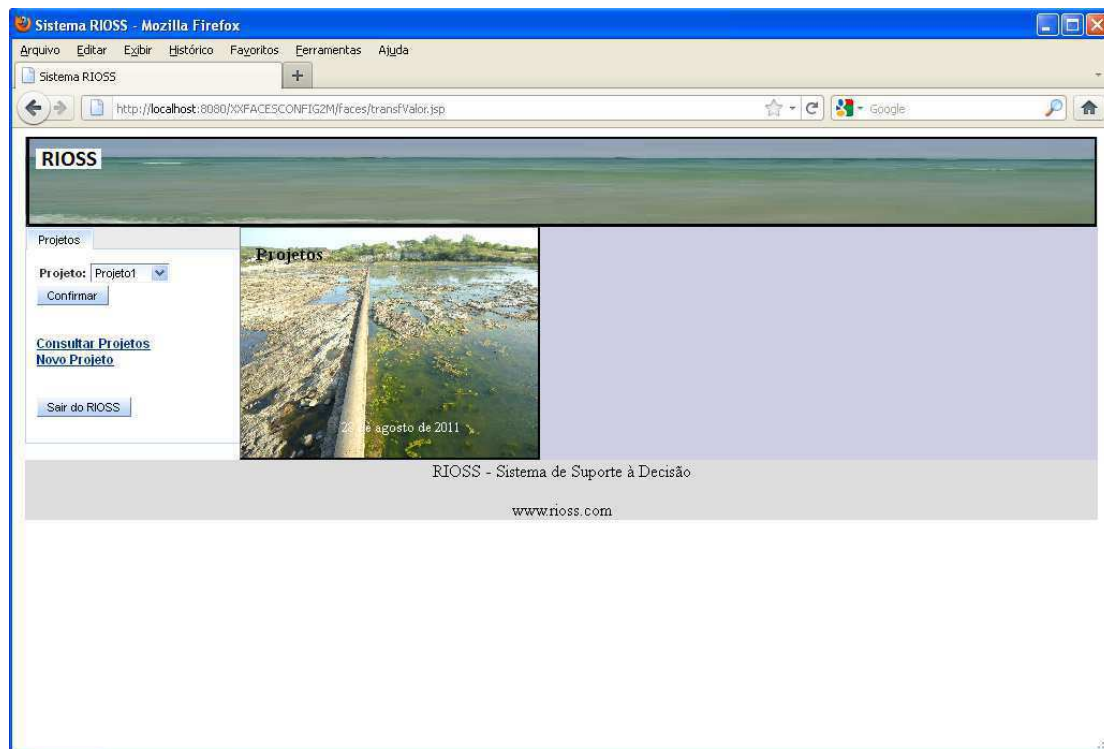 Sistema RIOSS - Mozilla Firefox
Arquivo Editar Exibir Histórico Favoritos Ferramentas Ajuda
Sistema RIOSS
http://localhost:8080/XXFACESCONFIG2M/faces/transfValor.jsp
Google
RIOSS
Projetos
Projeto: Projeto1
Confirmar
Consultar Projetos
Novo Projeto
Sair do RIOSS
Projetos
de agosto de 2011
RIOSS - Sistema de Suporte à Decisão
www.rioss.com